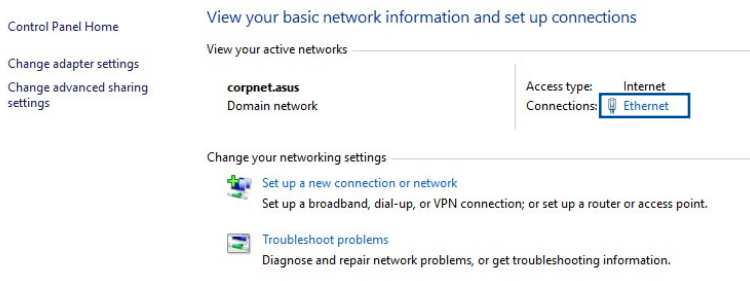 Control Panel Home
Change adapter settings
Change advanced sharing
settings
View your basic network information and set up connections
View your active networks
corpnet.asus
Domain network
Access type: Internet
Connections: Ethernet
Change your networking settings
Set up a new connection or network
Set up a broadband, dial-up, or VPN connection; or set up a router or access point.
Troubleshoot problems
Diagnose and repair network problems, or get troubleshooting information.